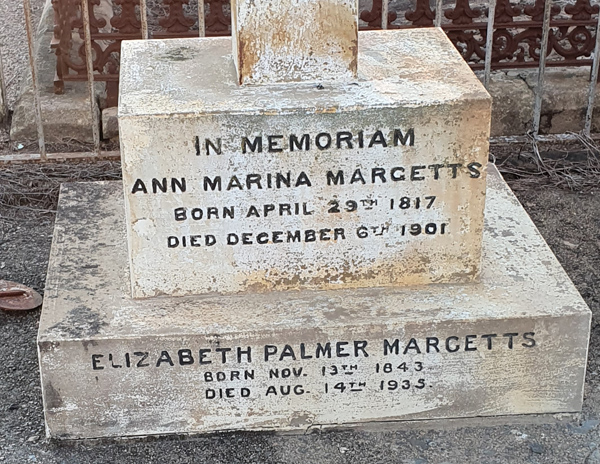 IN MEMORIAM
ANN MARINA MARGETTS
BORN APRIL 29TH 1817
DIED DECEMBER 6TH 1901.
ELIZABETH PALMER MARGETTS
BORN NOV. 13TH 1843
DIED AUG. 14TH 1935.